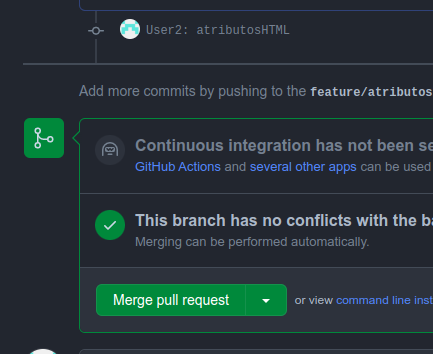 User2: atributosHTML
Add more commits by pushing to the feature/atributos
Continuous integration has not been se
GitHub Actions and several other apps can be used
This branch has no conflicts with the ba
Merging can be performed automatically.
Merge pull request or view command line inst